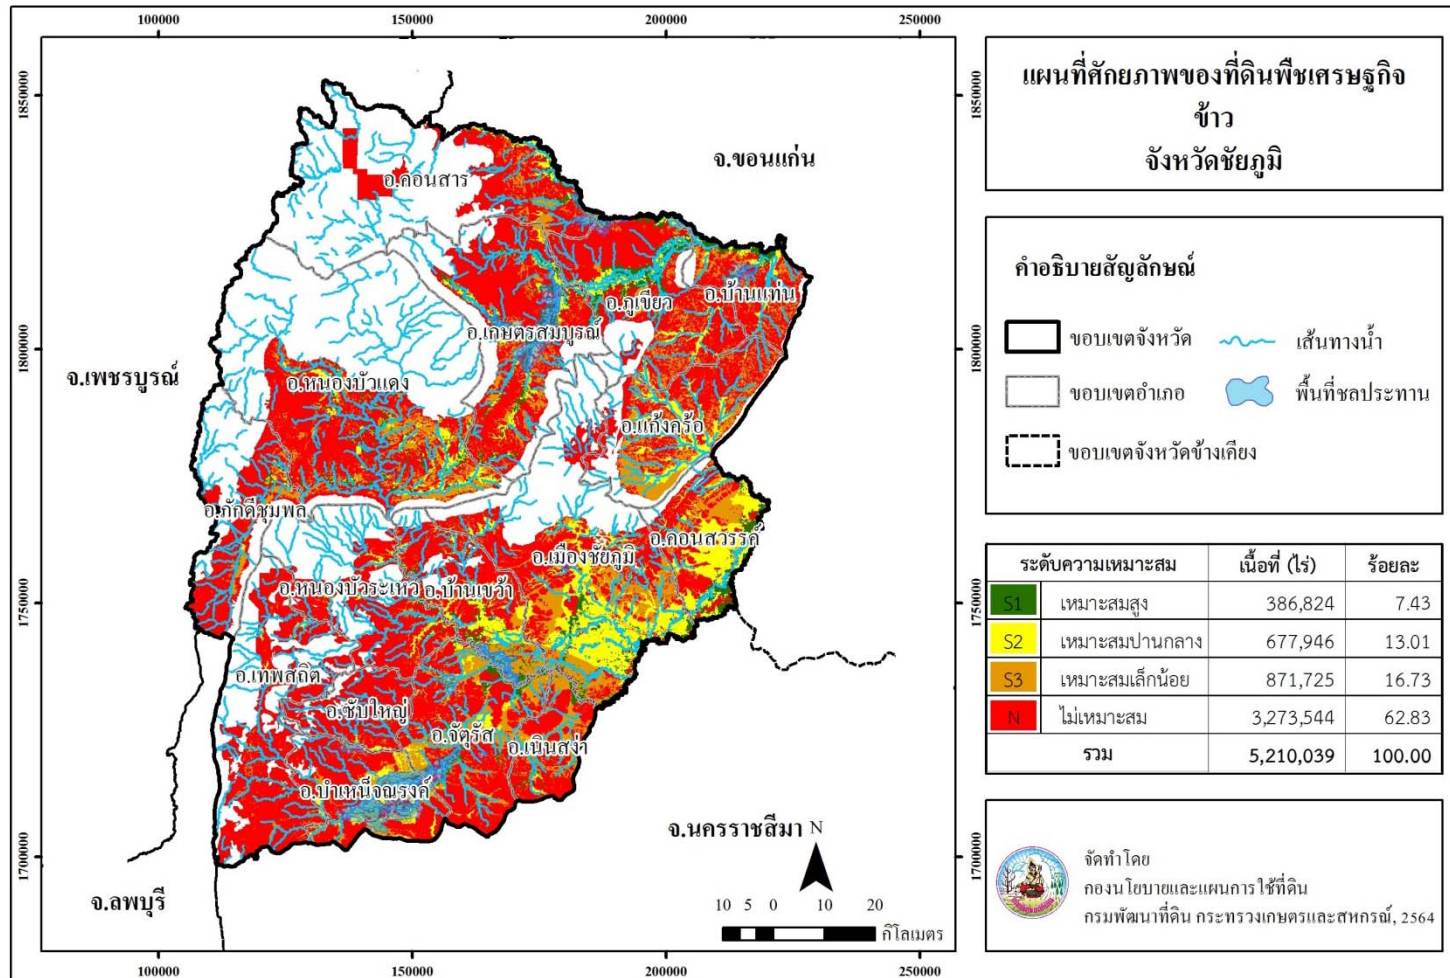 100000
150000
200000
250000
1850000
1800000
1750000
1700000
1850000
1800000
1750000
1700000
100000
150000
200000
250000
จ.ขอนแก่น
จ.เพชรบูรณ์
จ.นครราชสีมา
จ.ลพบุรี
อ.คอนสาร
อ.บ้านแท่น
อ.ภูเขียว
อ.เกษตรสมบูรณ์
อ.หนองบัวแดง
อ.แก้งคร้อ
อ.ภักดีชุมพล
อ.คอนสวรรค์
อ.เมืองชัยภูมิ
อ.หนองบัวระเหว
อ.บ้านเขว้า
อ.เทพสถิต
อ.ซับใหญ่
อ.จัตุรัส
อ.เนินสง่า
อ.บำเหน็จณรงค์
N
10 5 0 10 20
กิโลเมตร
แผนที่ศักยภาพของที่ดินพืชเศรษฐกิจ
ข้าว
จังหวัดชัยภูมิ
คำอธิบายสัญลักษณ์
ขอบเขตจังหวัด เส้นทางน้ำ
ขอบเขตอำเภอ พื้นที่ชลประทาน
ขอบเขตจังหวัดข้างเคียง
ระดับความเหมาะสม เนื้อที่ (ไร่) ร้อยละ
S1 เหมาะสมสูง 386,824 7.43
S2 เหมาะสมปานกลาง 677,946 13.01
S3 เหมาะสมเล็กน้อย 871,725 16.73
N ไม่เหมาะสม 3,273,544 62.83
รวม 5,210,039 100.00
จัดทำโดย
กองนโยบายและแผนการใช้ที่ดิน
กรมพัฒนาที่ดิน กระทรวงเกษตรและสหกรณ์, 2564